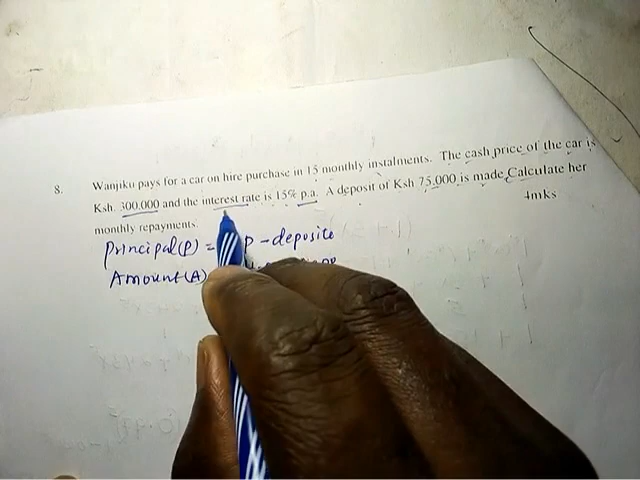 8. Wanjiku pays for a car on hire purchase in 15 monthly instalments. The cash price of the car is
Ksh. 300,000 and the interest rate is 15% p.a. A deposit of Ksh 75,000 is made. Calculate her
monthly repayments. 4mks
Principal(P) = P - deposite
Amount(A)